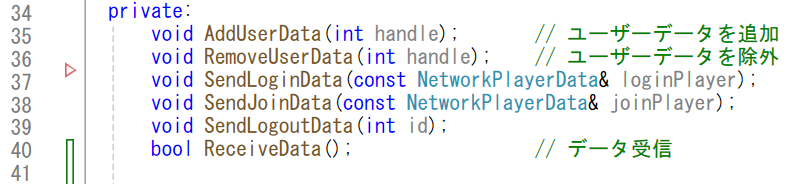 34 private:
35 void AddUserData(int handle); // ユーザーデータを追加
36 void RemoveUserData(int handle); // ユーザーデータを除外
37 void SendLoginData(const NetworkPlayerData& loginPlayer);
38 void SendJoinData(const NetworkPlayerData& joinPlayer);
39 void SendLogoutData(int id);
40 bool ReceiveData(); // データ受信
41